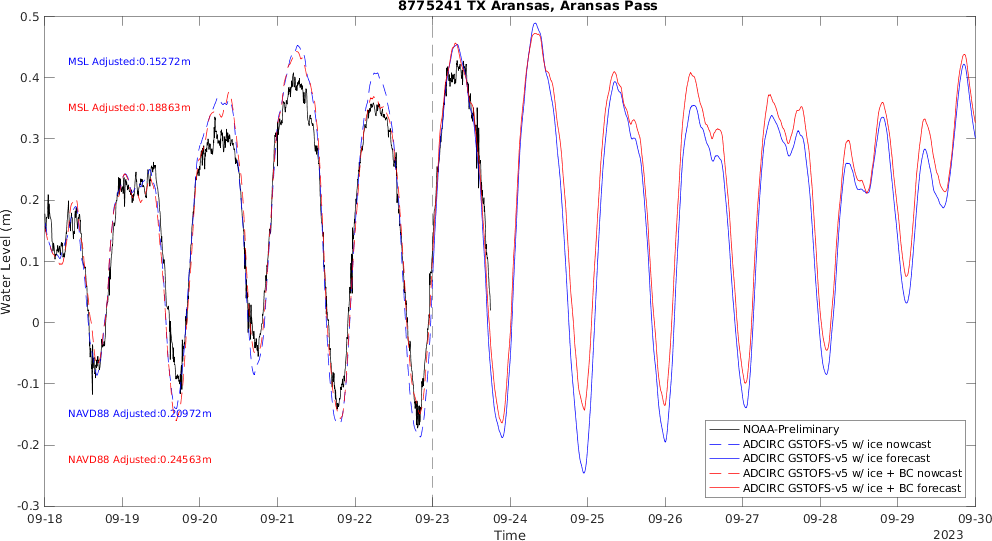 8775241 TX Aransas, Aransas Pass
0.5
0.4
0.3
0.2
0.1
0
-0.1
-0.2
-0.3
Water Level (m)
MSL Adjusted:0.15272m
MSL Adjusted:0.18863m
NAVD88 Adjusted:0.20972m
NAVD88 Adjusted:0.24563m
NOAA-Preliminary
ADCIRC GSTOFS-v5 w/ ice nowcast
ADCIRC GSTOFS-v5 w/ ice forecast
ADCIRC GSTOFS-v5 w/ ice + BC nowcast
ADCIRC GSTOFS-v5 w/ ice + BC forecast
09-18 09-19 09-20 09-21 09-22 09-23 09-24 09-25 09-26 09-27 09-28 09-29 09-30
Time
2023